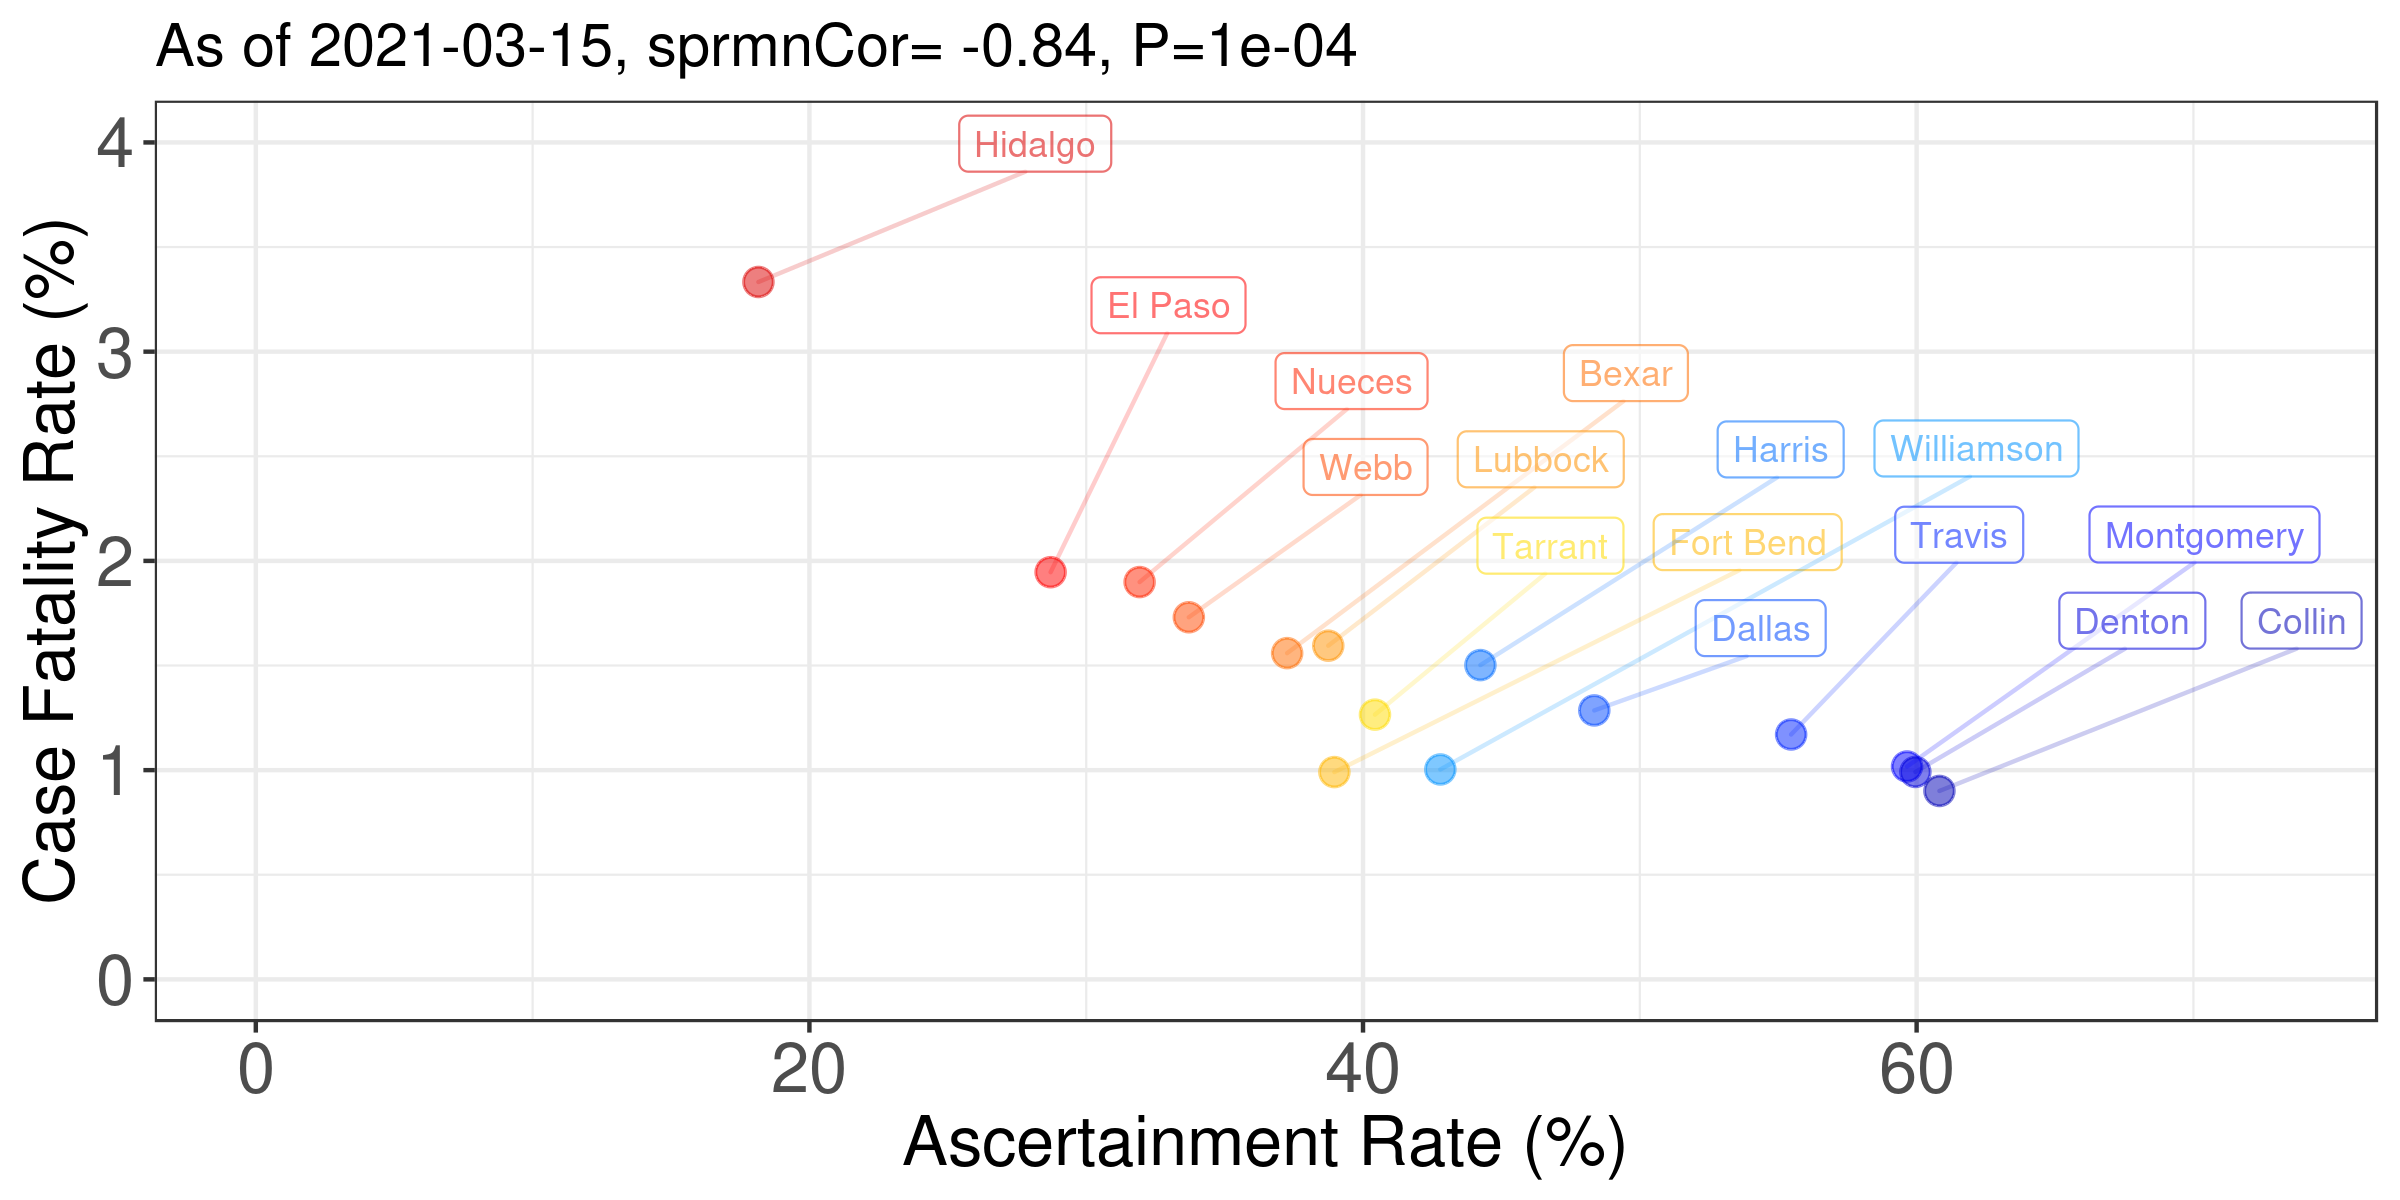 As of 2021-03-15, sprmnCor= -0.84, P=1e-04
Case Fatality Rate (%)
4
3
2
1
0
Hidalgo
El Paso
Nueces
Bexar
Webb
Lubbock
Harris
Williamson
Tarrant
Fort Bend
Travis
Montgomery
Dallas
Denton
Collin
0 20 40 60
Ascertainment Rate (%)